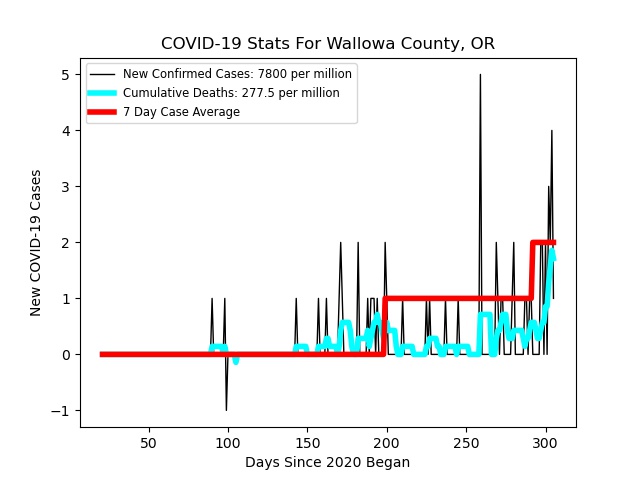 COVID-19 Stats For Wallowa County, OR
New Confirmed Cases: 7800 per million
Cumulative Deaths: 277.5 per million
7 Day Case Average
New COVID-19 Cases
5
4
3
2
1
0
−1
50 100 150 200 250 300
Days Since 2020 Began